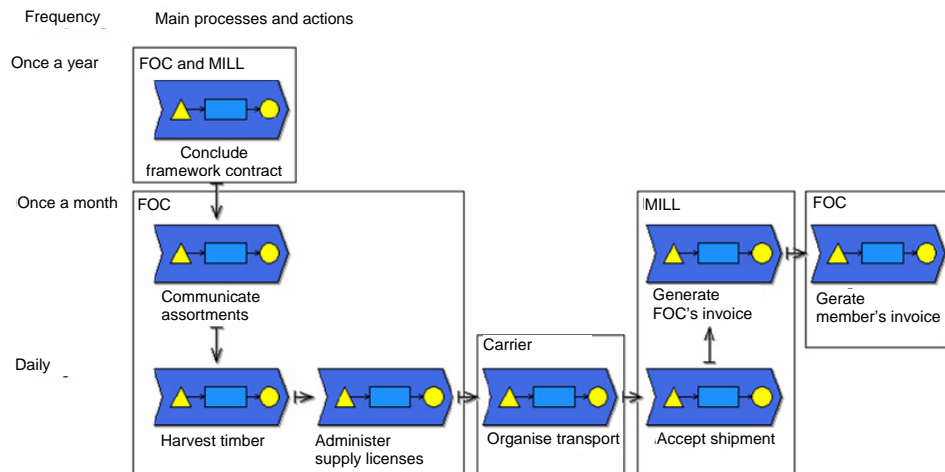 Frequency
Main processes and actions
Once a year
FOC and MILL
Conclude
framework contract
Once a month
FOC
MILL
FOC
Communicate
assortments
Generate
FOC's invoice
Gerate
member's invoice
Daily
Carrier
Harvest timber
Administer
supply licenses
Organise transport
Accept shipment